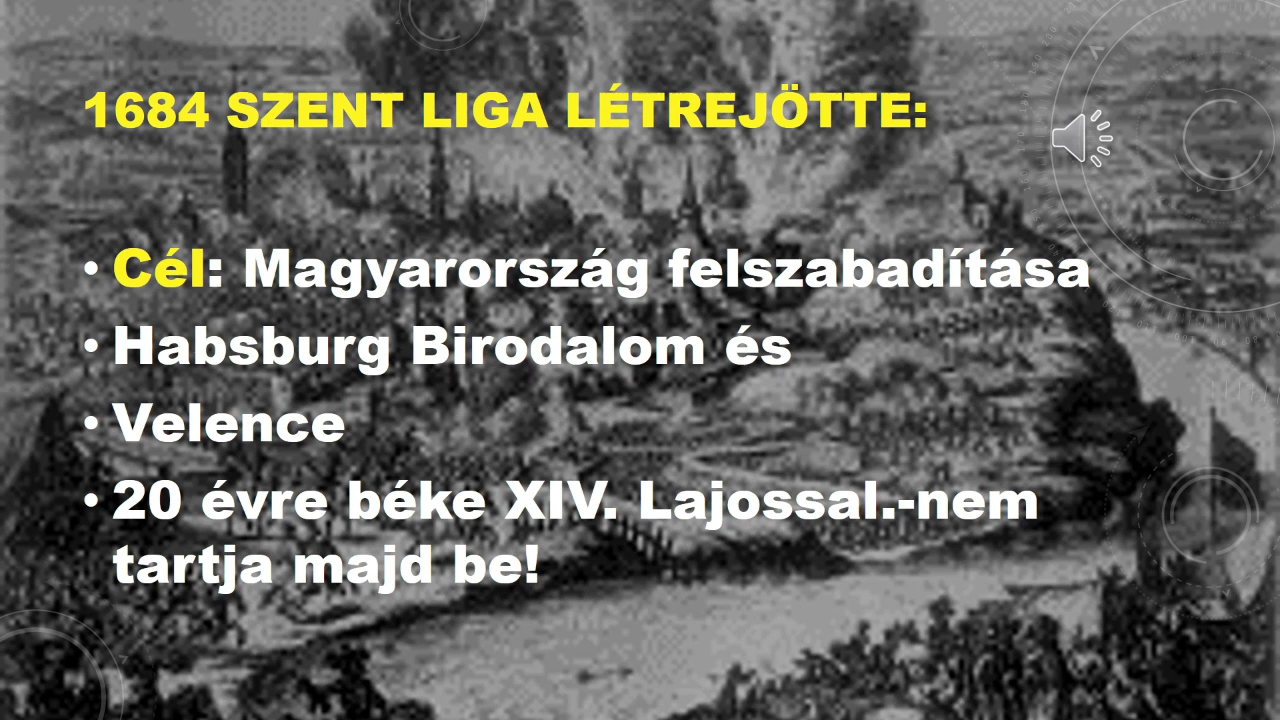 1684 SZENT LIGA LÉTREJÖTTE:
• Cél: Magyarország felszabadítása
• Habsburg Birodalom és
• Velence
• 20 évre béke XIV. Lajossal.-nem
tartja majd be!